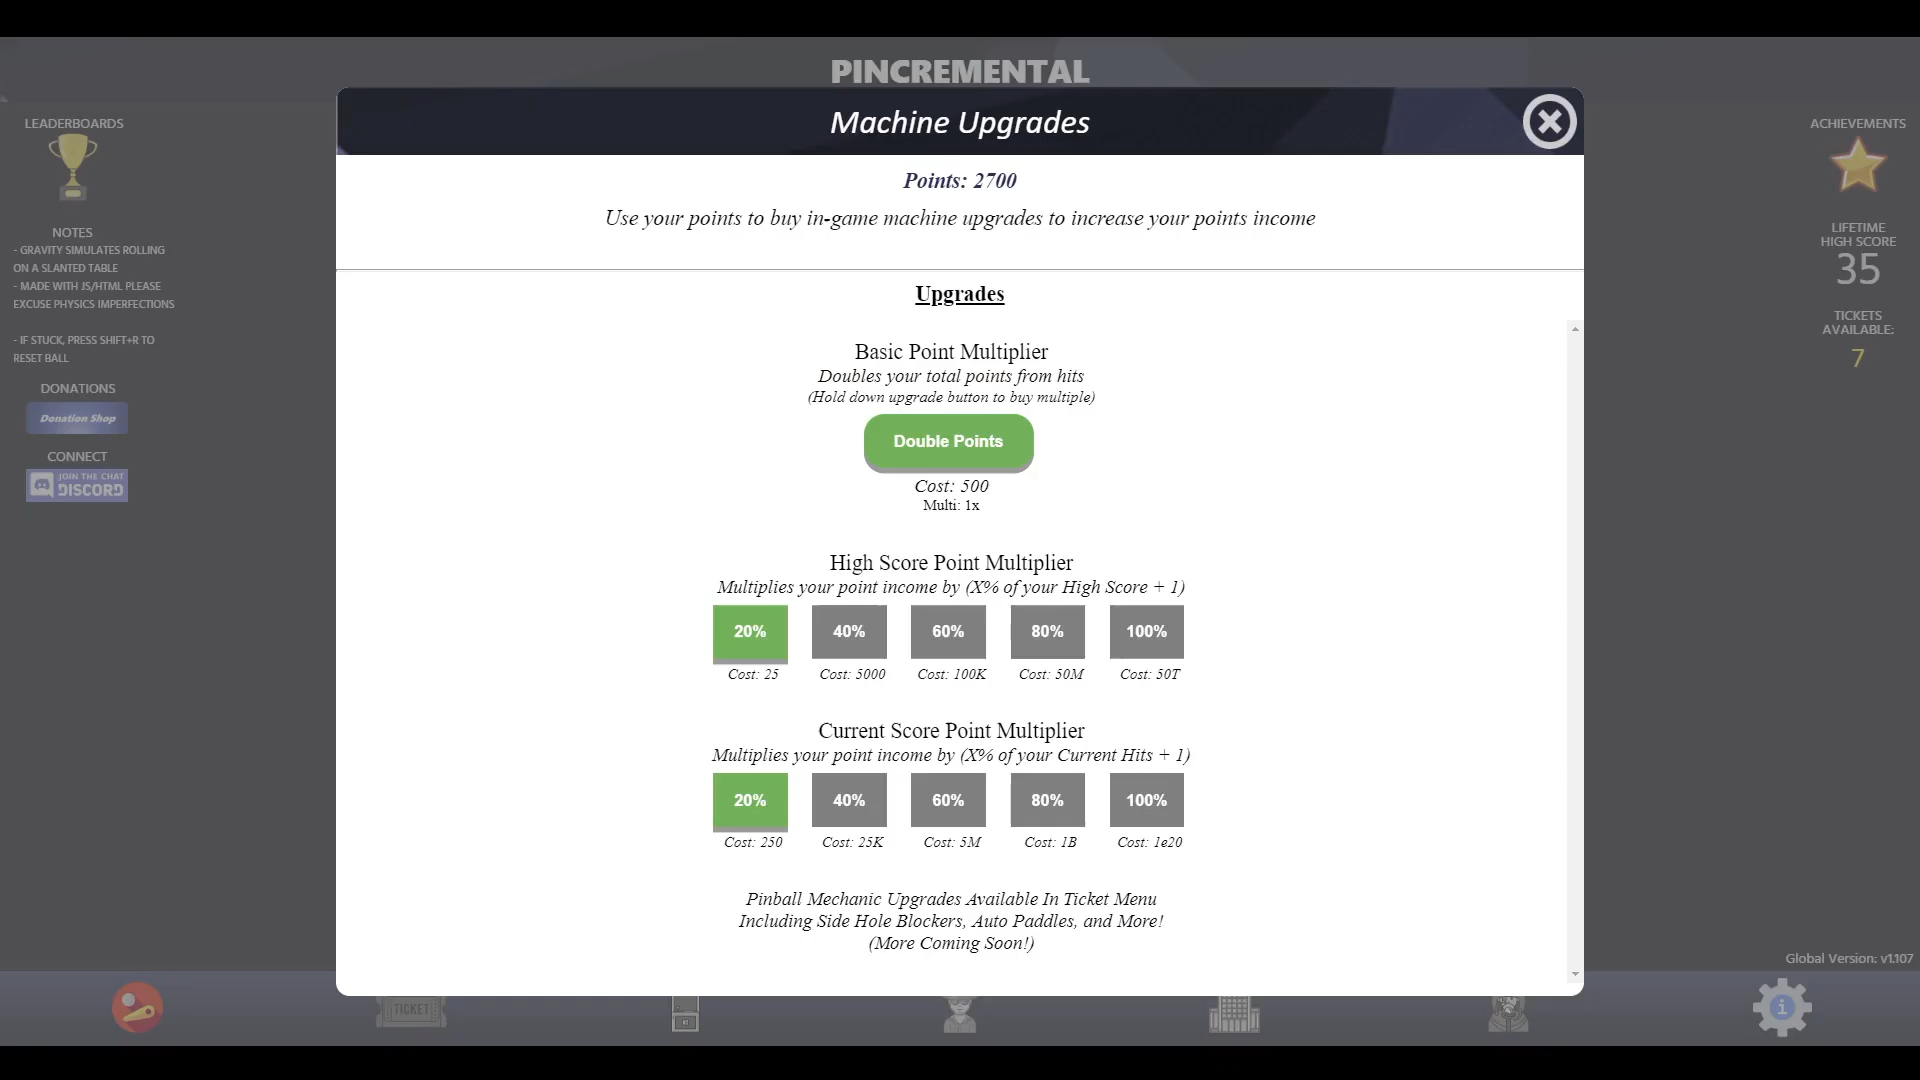 PINCREMENTAL
Machine Upgrades
Points: 2700
Use your points to buy in-game machine upgrades to increase your points income
Upgrades
Basic Point Multiplier
Doubles your total points from hits
(Hold down upgrade button to buy multiple)
Double Points
Cost: 500
Multi: 1x
High Score Point Multiplier
Multiplies your point income by (X% of your High Score + 1)
20% 40% 60% 80% 100%
Cost: 25 Cost: 5000 Cost: 100K Cost: 50M Cost: 50T
Current Score Point Multiplier
Multiplies your point income by (X% of your Current Hits + 1)
20% 40% 60% 80% 100%
Cost: 250 Cost: 25K Cost: 5M Cost: 1B Cost: 1e20
Pinball Mechanic Upgrades Available In Ticket Menu
Including Side Hole Blockers, Auto Paddles, and More!
(More Coming Soon!)
LEADERBOARDS
NOTES
- GRAVITY SIMULATES ROLLING
ON A SLANTED TABLE
- MADE WITH JS/HTML PLEASE
EXCUSE PHYSICS IMPERFECTIONS
- IF STUCK, PRESS SHIFT+R TO
RESET BALL
DONATIONS
Donation Shop
CONNECT
JOIN THE CHAT
DISCORD
ACHIEVEMENTS
LIFETIME
HIGH SCORE
35
TICKETS
AVAILABLE:
7
Global Version: v1.107
TICKET